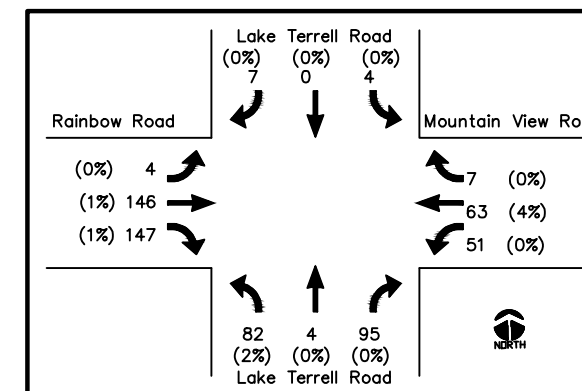 Lake Terrell Road
(0%) (0%) (0%)
7 0 4
Rainbow Road
Mountain View Ro
(0%) 4
(1%) 146
(1%) 147
7 (0%)
63 (4%)
51 (0%)
82 4 95
(2%) (0%) (0%)
Lake Terrell Road
NORTH